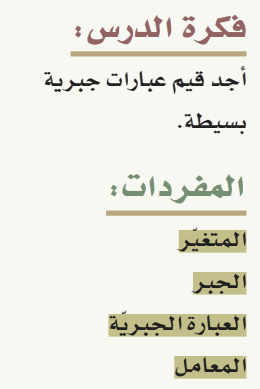 فكرة الدرس:
أجد قيم عبارات جبرية
بسيطة.
المفردات:
المتغيّر
الجبر
العبارة الجبريّة
المعامل